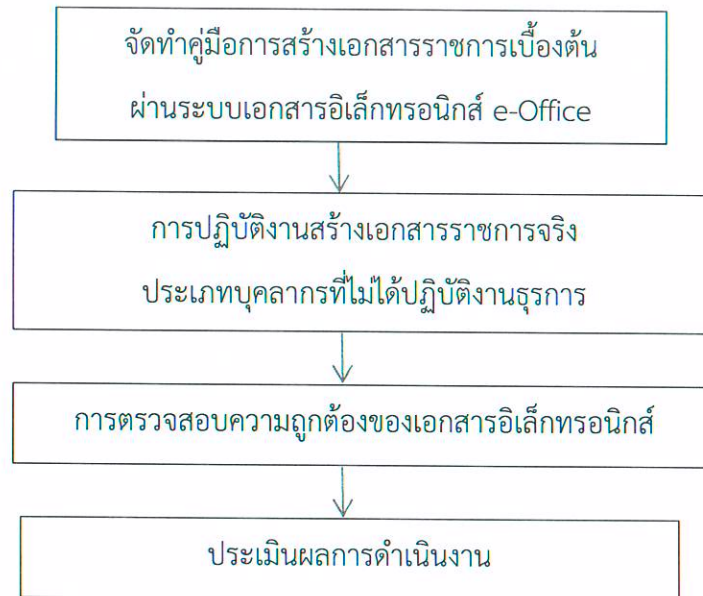 จัดทำคู่มือการสร้างเอกสารราชการเบื้องต้น
ผ่านระบบเอกสารอิเล็กทรอนิกส์ e-Office
การปฏิบัติงานสร้างเอกสารราชการจริง
ประเภทบุคลากรที่ไม่ได้ปฏิบัติงานธุรการ
การตรวจสอบความถูกต้องของเอกสารอิเล็กทรอนิกส์
ประเมินผลการดำเนินงาน